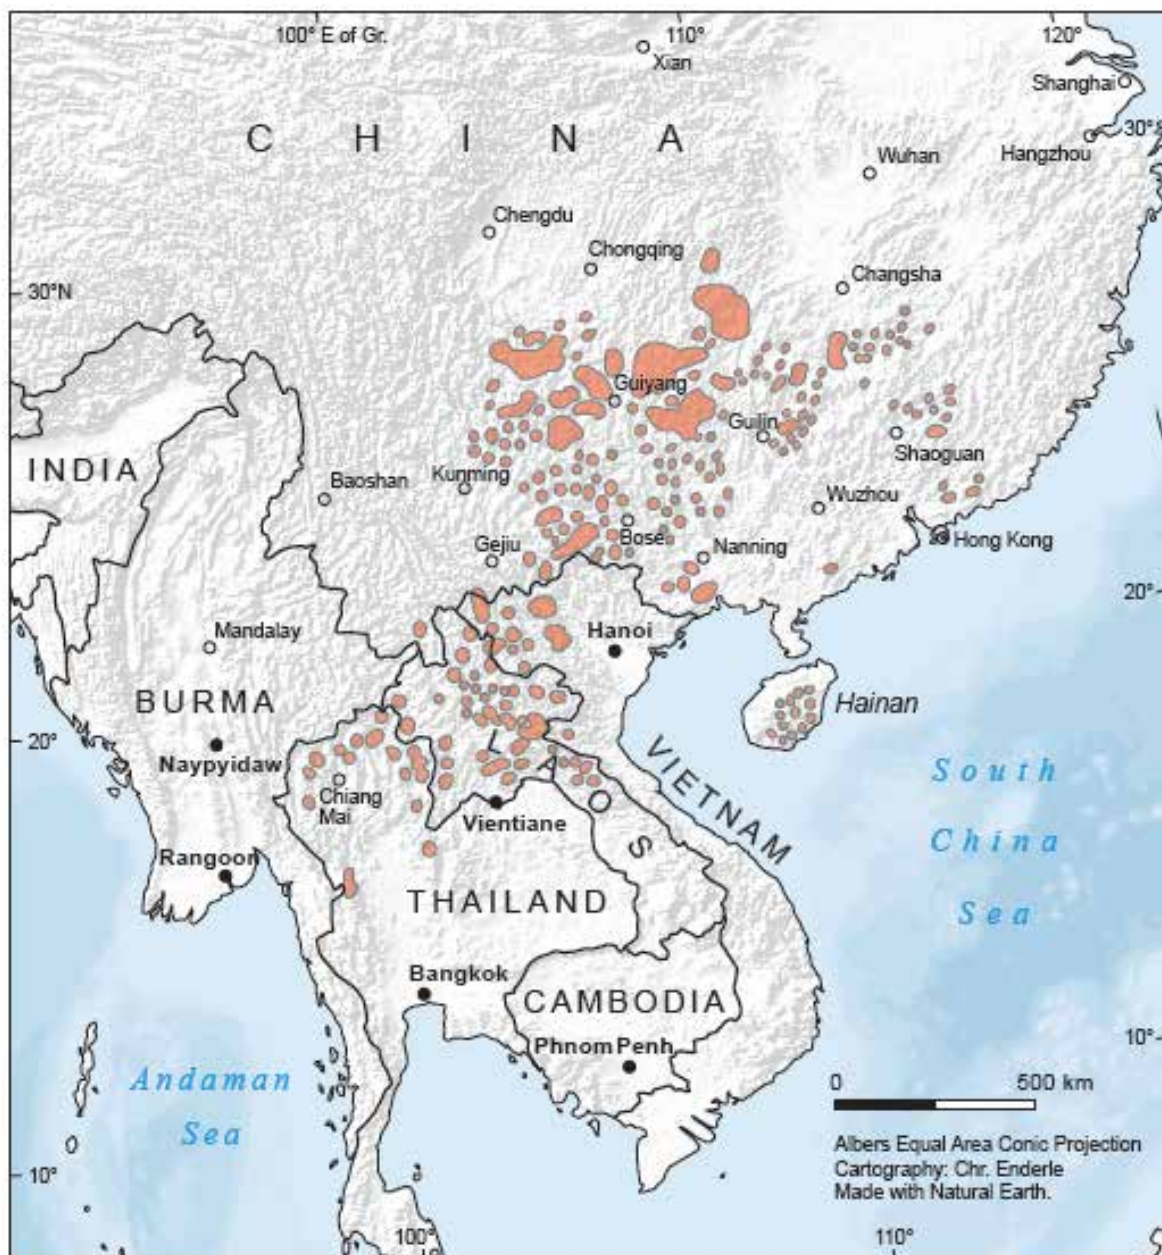 100° E of Gr.
110°
120°
Xian
Shanghai
CHINA
30°
Hangzhou
Wuhan
Chengdu
Chongqing
Changsha
30°N
Guiyang
Guilin
INDIA
Shaoguan
Baoshan
Kunming
Wuzhou
Gejiu
Bose
Nanning
Hong Kong
20°
Mandalay
Hanoi
BURMA
Hainan
20°
Naypyidaw
LAOS
VIETNAM
South
China
Sea
Chiang
Mai
Vientiane
Rangoon
THAILAND
Bangkok
CAMBODIA
Phnom Penh
10°
Andaman
Sea
0 500 km
Albers Equal Area Conic Projection
Cartography: Chr. Enderle
Made with Natural Earth.
10°
100°
110°